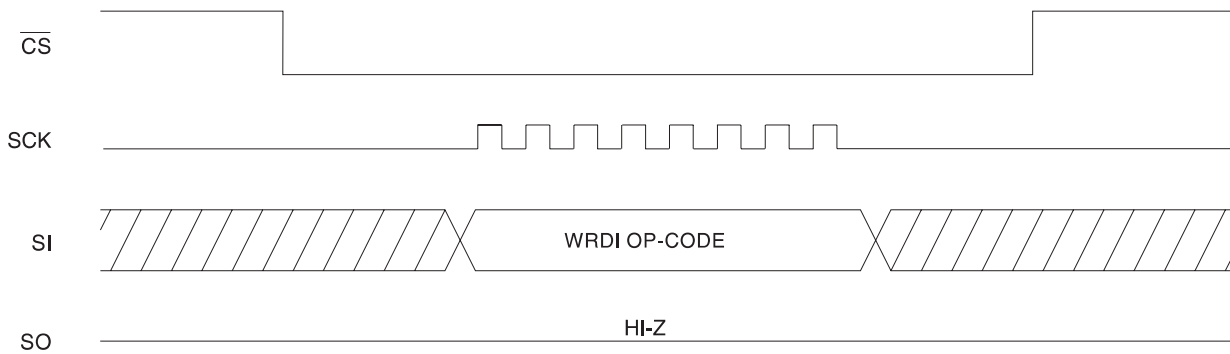 CS
SCK
SI
WRDI OP-CODE
HI-Z
SO